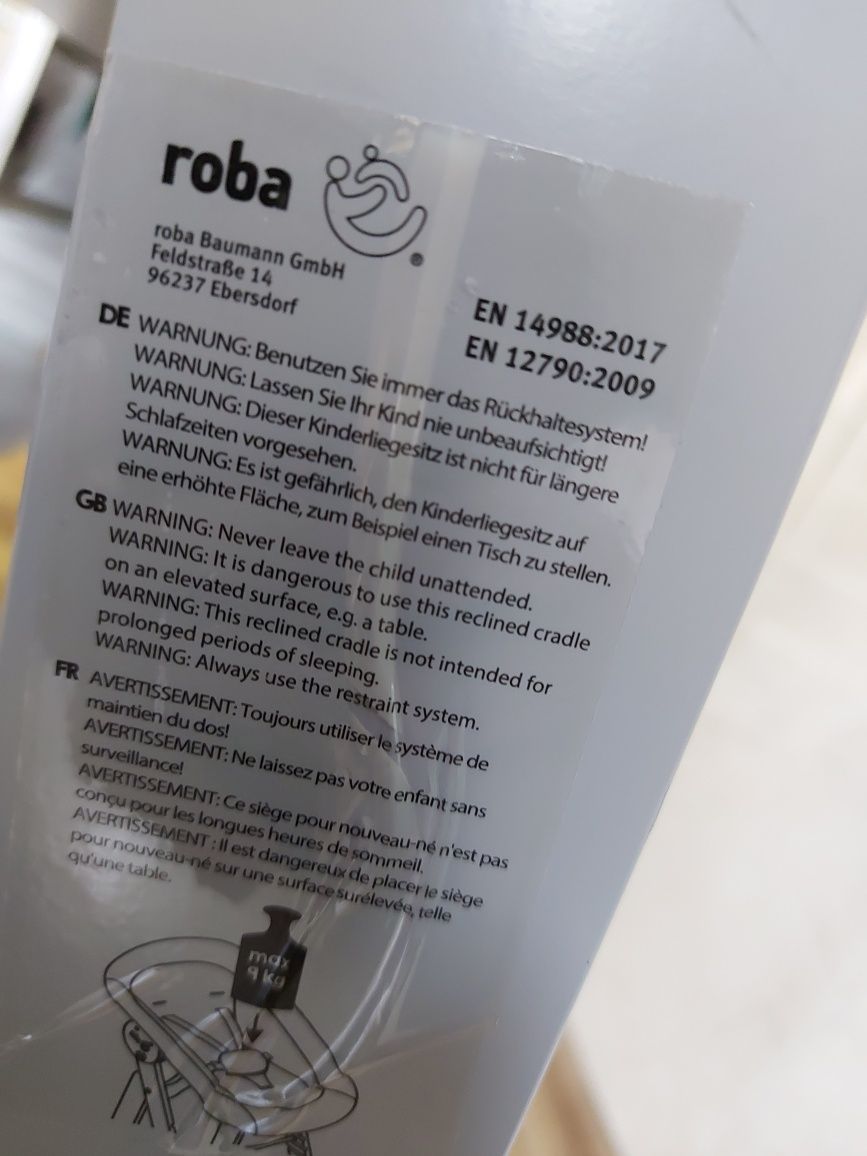 roba
®
roba Baumann GmbH
Feldstraße 14
96237 Ebersdorf
EN 14988:2017
EN 12790:2009
DE WARNUNG: Benutzen Sie immer das Rückhaltesystem!
WARNUNG: Lassen Sie Ihr Kind nie unbeaufsichtigt!
WARNUNG: Dieser Kinderliegesitz ist nicht für längere
Schlafzeiten vorgesehen.
WARNUNG: Es ist gefährlich, den Kinderliegesitz auf
eine erhöhte Fläche, zum Beispiel einen Tisch zu stellen.
GB WARNING: Never leave the child unattended.
WARNING: It is dangerous to use this reclined cradle
on an elevated surface, e.g. a table.
WARNING: This reclined cradle is not intended for
prolonged periods of sleeping.
WARNING: Always use the restraint system.
FR AVERTISSEMENT: Toujours utiliser le système de
maintien du dos!
AVERTISSEMENT: Ne laissez pas votre enfant sans
surveillance!
AVERTISSEMENT: Ce siège pour nouveau-né n'est pas
conçu pour les longues heures de sommeil.
AVERTISSEMENT : Il est dangereux de placer le siège
pour nouveau-né sur une surface surélevée, telle
qu'une table.
max
9 kg